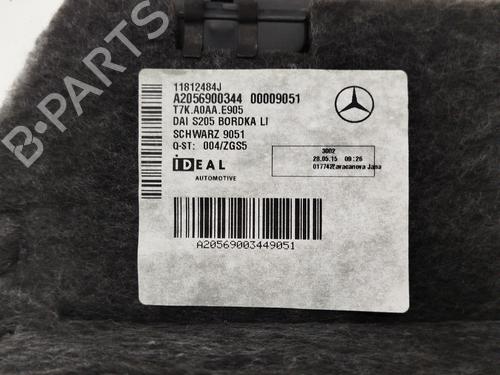 11812484J
A2056900344 00009051
T7K.A0AA.E905
DAI S205 BORDKA LI
SCHWARZ 9051
Q-ST: 004/ZGS5
iDEAL
AUTOMOTIVE
3002
28.05.15 09:26
Jana
A20569003449051
B-PARTS